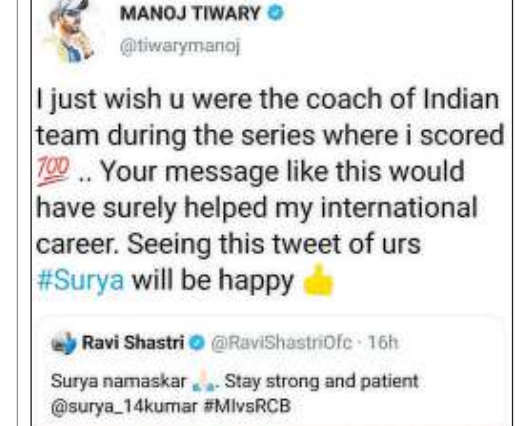 MANOJ TIWARY
@tiwarymanoj
I just wish u were the coach of Indian
team during the series where i scored
💯 .. Your message like this would
have surely helped my international
career. Seeing this tweet of urs
#Surya will be happy 👍
Ravi Shastri @RaviShastriOfc · 16h
Surya namaskar 🙏🏻. Stay strong and patient
@surya_14kumar #MIvsRCB